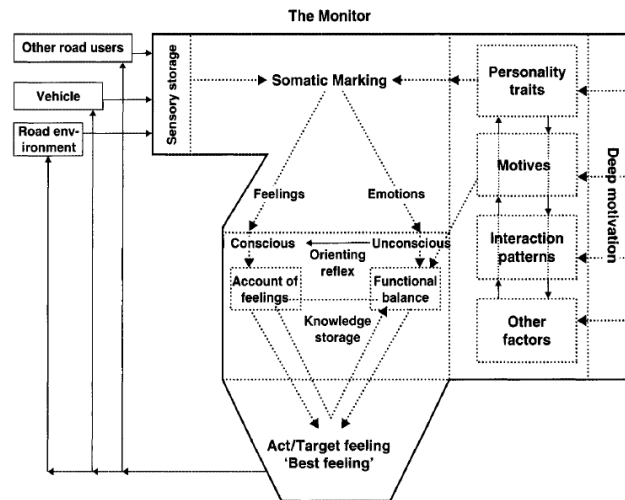 The Monitor
Other road users
Vehicle
Road env-
ironment
Sensory storage
Somatic Marking
Personality
traits
Motives
Interaction
patterns
Other
factors
Deep motivation
Feelings
Emotions
Conscious
Unconscious
Orienting
reflex
Account of
feelings
Functional
balance
Knowledge
storage
Act/Target feeling
‘Best feeling’